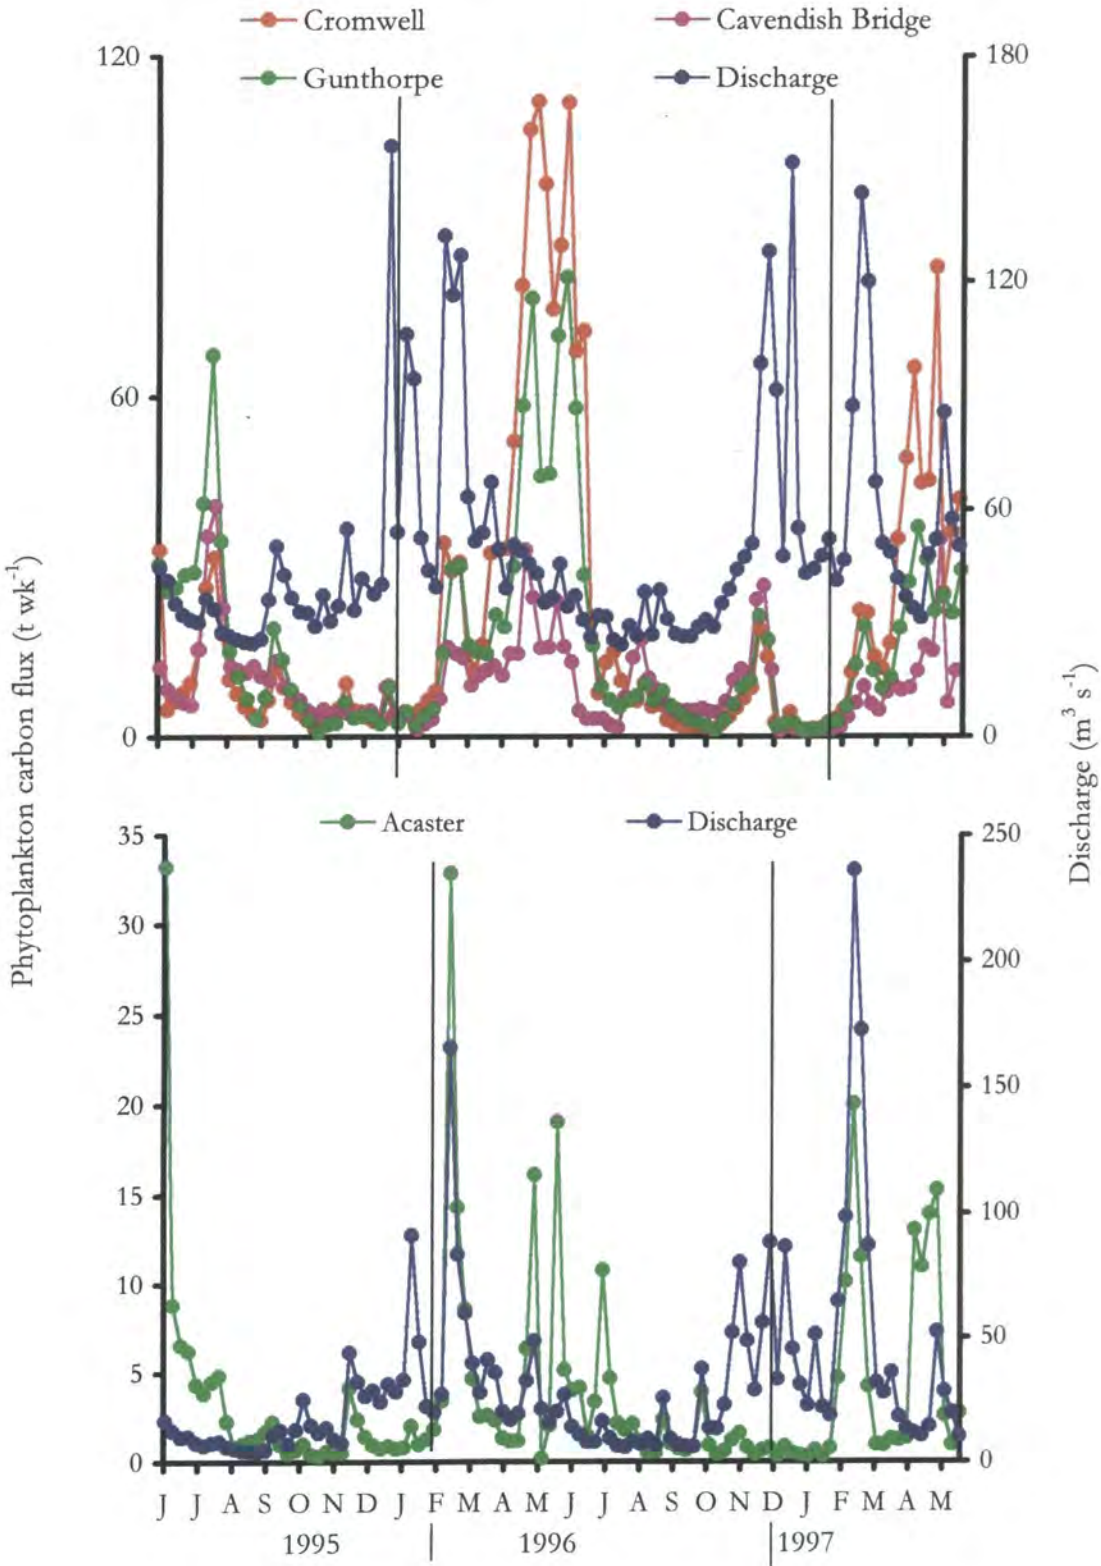 Cromwell
Cavendish Bridge
Gunthorpe
Discharge
120
60
0
180
120
60
0
Phytoplankton carbon flux (t wk⁻¹)
Discharge (m³ s⁻¹)
Acaster
Discharge
35
30
25
20
15
10
5
0
250
200
150
100
50
0
J J A S O N D J F M A M J J A S O N D J F M A M
1995 1996 1997